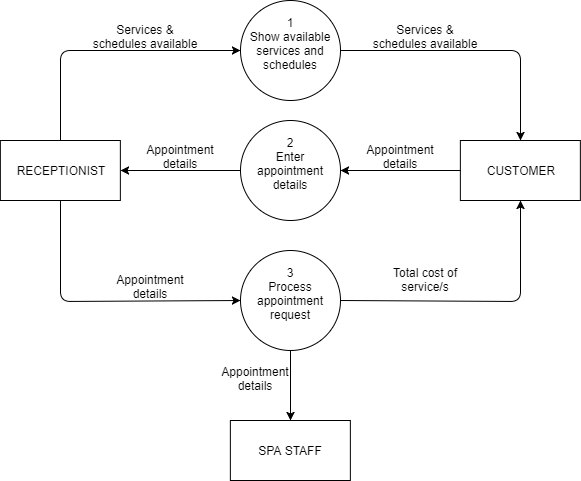 Services &
schedules available
1
Show available
services and
schedules
Services &
schedules available
RECEPTIONIST
Appointment
details
2
Enter
appointment
details
Appointment
details
CUSTOMER
Appointment
details
3
Process
appointment
request
Total cost of
service/s
Appointment
details
SPA STAFF